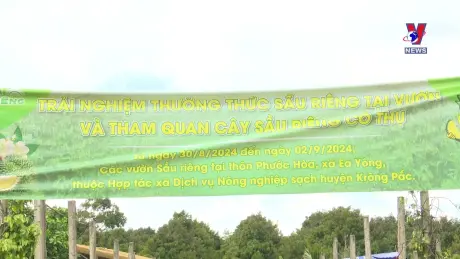 NEWS
ENG
TRẢI NGHIỆM THƯỞNG THỨC SẦU RIÊNG TẠI VƯỜN
VÀ THAM QUAN CÂY SẦU RIÊNG CỔ THỤ
Từ ngày 30/8/2024 đến ngày 02/9/2024,
Các vườn Sầu riêng tại thôn Phước Hòa, xã Ea Yông,
thuộc Hợp tác xã Dịch vụ Nông nghiệp sạch huyện Krông Pắc.